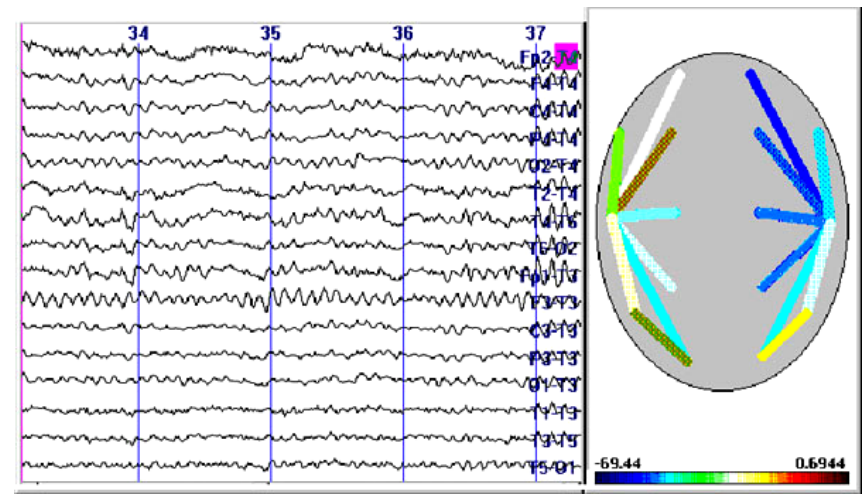 34 35 36 37
Fp2-T4
F4-T4
C4-T4
P4-T4
O2-T4
T2-T4
T4-T6
T6-O2
Fp1-T3
F3-T3
C3-T3
P3-T3
O1-T3
T1-T3
T3-T5
T5-O1
-69.44 0.6944